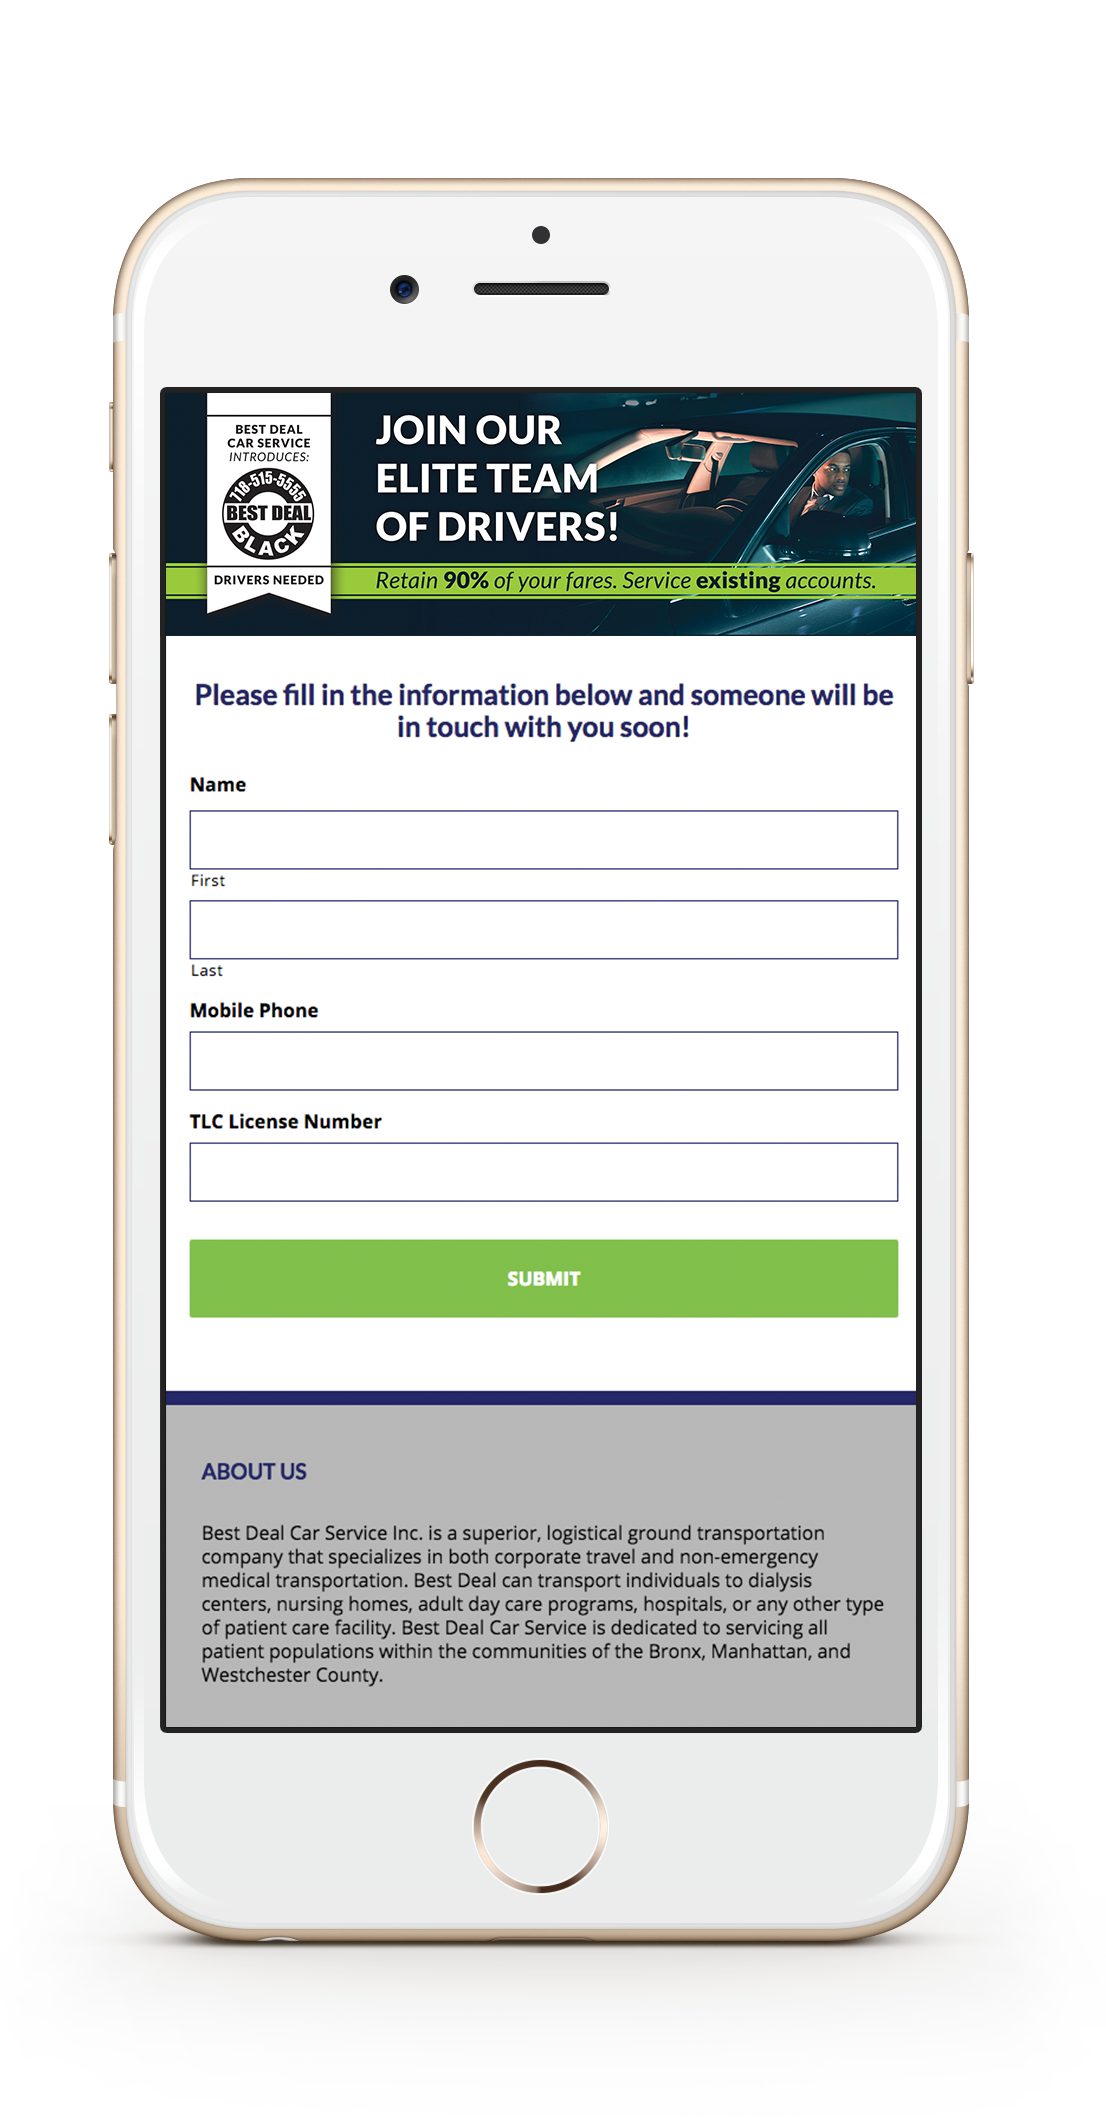 BEST DEAL
CAR SERVICE
INTRODUCES:
718-515-5555
BEST DEAL
BLACK
DRIVERS NEEDED
JOIN OUR
ELITE TEAM
OF DRIVERS!
Retain 90% of your fares. Service existing accounts.
Please fill in the information below and someone will be
in touch with you soon!
Name
First
Last
Mobile Phone
TLC License Number
SUBMIT
ABOUT US
Best Deal Car Service Inc. is a superior, logistical ground transportation
company that specializes in both corporate travel and non-emergency
medical transportation. Best Deal can transport individuals to dialysis
centers, nursing homes, adult day care programs, hospitals, or any other type
of patient care facility. Best Deal Car Service is dedicated to servicing all
patient populations within the communities of the Bronx, Manhattan, and
Westchester County.